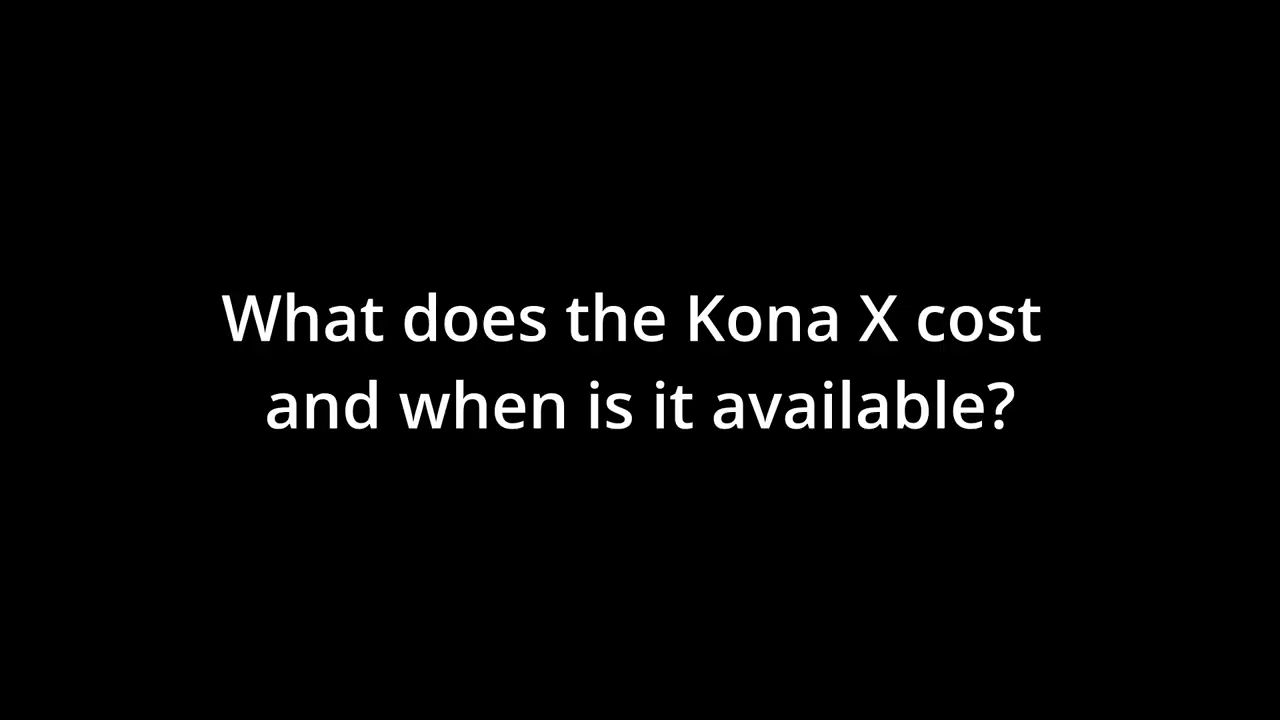 What does the Kona X cost
and when is it available?